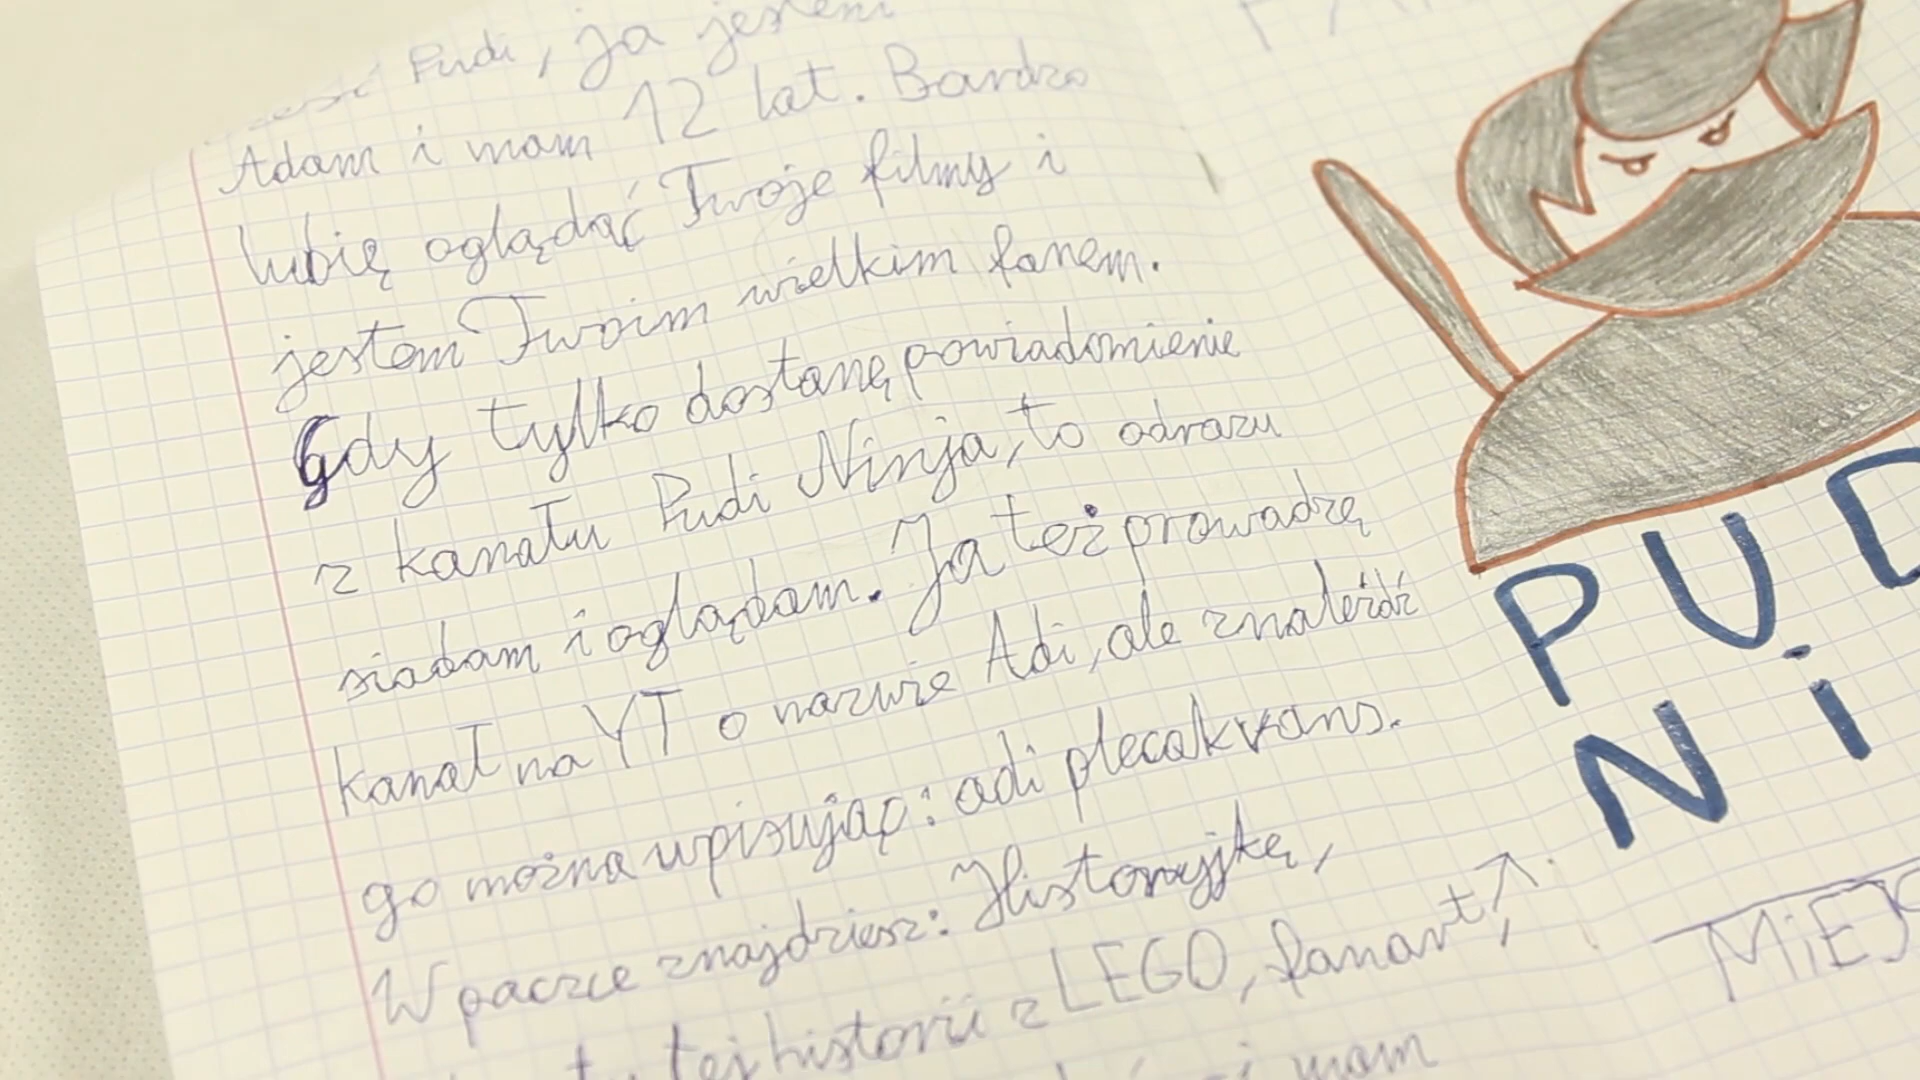 Pudi, ja jestem
Adam i mam 12 lat. Bardzo
lubię oglądać Twoje filmy i
jestem Twoim wielkim fanem.
Gdy tylko dostanę powiadomienie
z kanału Pudi Ninja, to odrazu
siadam i oglądam. Ja też prowadzę
kanał na YT o nazwie Adi, ale znaleźdź
go można wpisując: adi plecakvans.
W paczce znajdziesz: Historyjkę,
tej historii z LEGO, fanart ↗,
mam
PUD
Ni
MiEJS